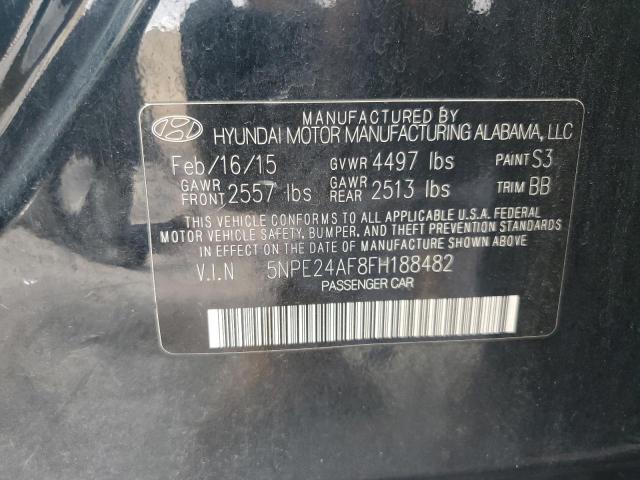 MANUFACTURED BY
HYUNDAI MOTOR MANUFACTURING ALABAMA, LLC
Feb/16/15 GVWR 4497 lbs PAINT S3
GAWR FRONT 2557 lbs GAWR REAR 2513 lbs TRIM BB
THIS VEHICLE CONFORMS TO ALL APPLICABLE U.S.A. FEDERAL
MOTOR VEHICLE SAFETY, BUMPER, AND THEFT PREVENTION STANDARDS
IN EFFECT ON THE DATE OF MANUFACTURE SHOWN ABOVE
V.I.N 5NPE24AF8FH188482
PASSENGER CAR